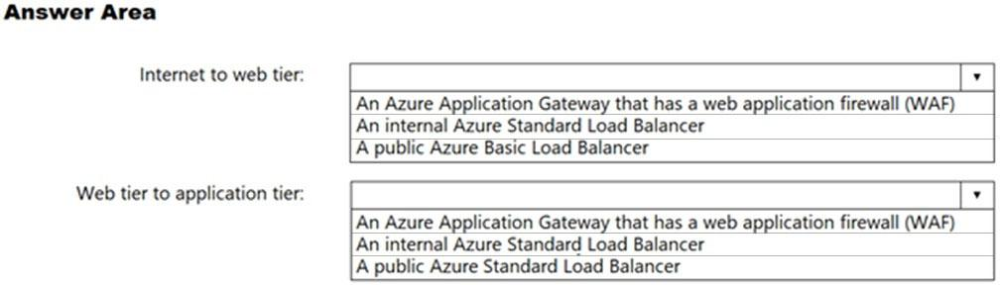 Answer Area
Internet to web tier:
An Azure Application Gateway that has a web application firewall (WAF)
An internal Azure Standard Load Balancer
A public Azure Basic Load Balancer
Web tier to application tier:
An Azure Application Gateway that has a web application firewall (WAF)
An internal Azure Standard Load Balancer
A public Azure Standard Load Balancer